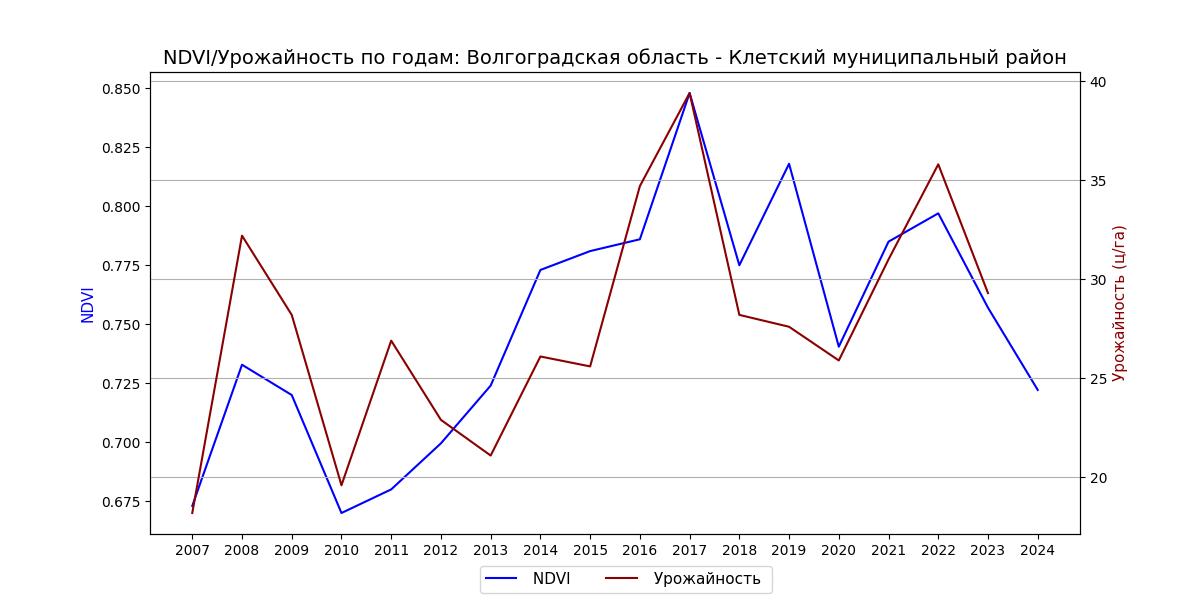 NDVI/Урожайность по годам: Волгоградская область - Клетский муниципальный район
0.850
0.825
0.800
0.775
0.750
0.725
0.700
0.675
NDVI
40
35
30
25
20
Урожайность (ц/га)
2007 2008 2009 2010 2011 2012 2013 2014 2015 2016 2017 2018 2019 2020 2021 2022 2023 2024
NDVI Урожайность